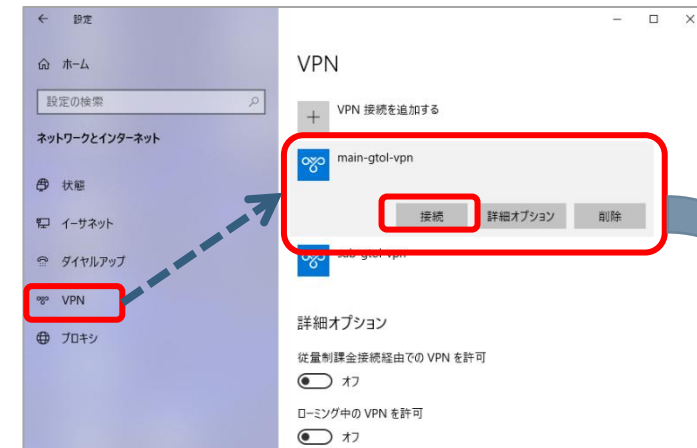 設定
ホーム
設定の検索
ネットワークとインターネット
状態
イーサネット
ダイヤルアップ
VPN
プロキシ
VPN
VPN 接続を追加する
main-gtol-vpn
接続
詳細オプション
削除
sub-gtol-vpn
詳細オプション
従量制課金接続経由での VPN を許可
オフ
ローミング中の VPN を許可
オフ